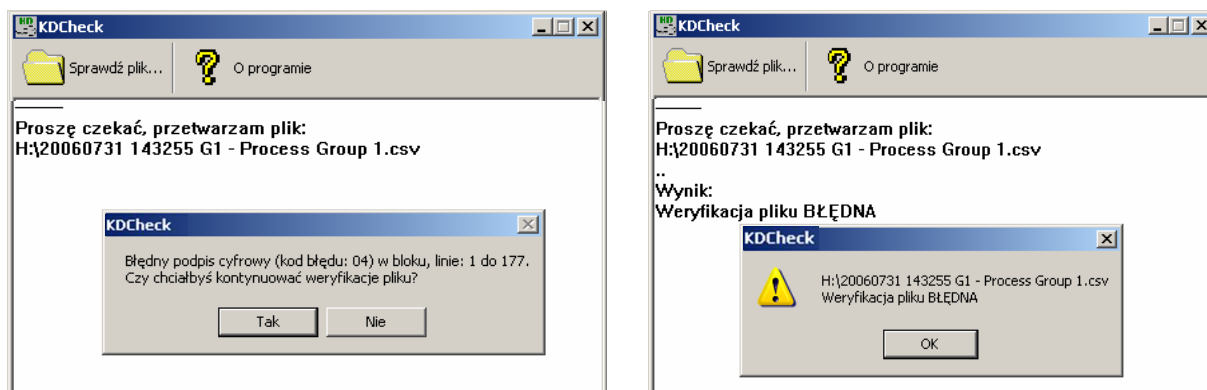 KDCheck
Sprawdź plik...
O programie
Proszę czekać, przetwarzam plik:
H:\20060731 143255 G1 - Process Group 1.csv
KDCheck
Błędny podpis cyfrowy (kod błędu: 04) w bloku, linie: 1 do 177.
Czy chciałbyś kontynuować weryfikacje pliku?
Tak
Nie
KDCheck
Sprawdź plik...
O programie
Proszę czekać, przetwarzam plik:
H:\20060731 143255 G1 - Process Group 1.csv
..
Wynik:
Weryfikacja pliku BŁĘDNA
KDCheck
H:\20060731 143255 G1 - Process Group 1.csv
Weryfikacja pliku BŁĘDNA
OK